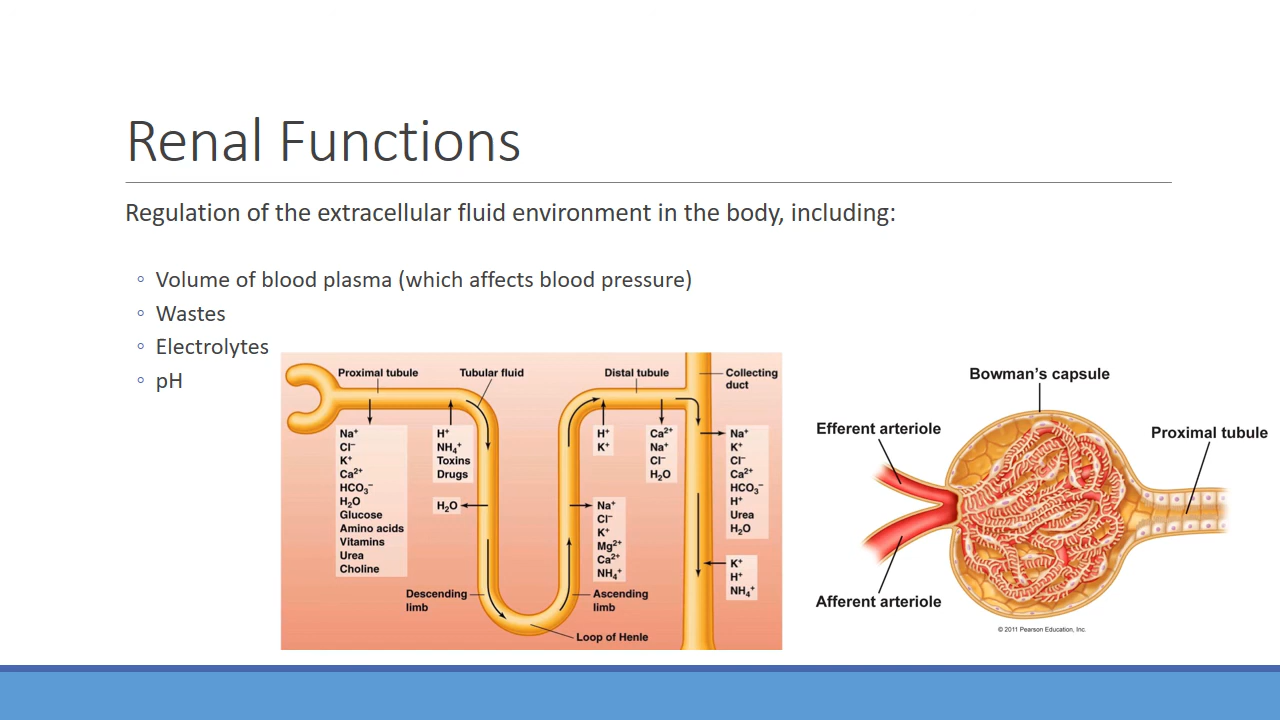 Renal Functions
Regulation of the extracellular fluid environment in the body, including:
◦ Volume of blood plasma (which affects blood pressure)
◦ Wastes
◦ Electrolytes
◦ pH
Proximal tubule
Tubular fluid
Distal tubule
Collecting
duct
Na⁺
Cl⁻
K⁺
Ca²⁺
HCO₃⁻
H₂O
Glucose
Amino acids
Vitamins
Urea
Choline
H⁺
NH₄⁺
Toxins
Drugs
H₂O
H⁺
K⁺
Ca²⁺
Na⁺
Cl⁻
H₂O
Na⁺
K⁺
Cl⁻
Ca²⁺
HCO₃⁻
H⁺
Urea
H₂O
Na⁺
Cl⁻
K⁺
Mg²⁺
Ca²⁺
NH₄⁺
K⁺
H⁺
NH₄⁺
Descending
limb
Ascending
limb
Loop of Henle
Bowman's capsule
Efferent arteriole
Proximal tubule
Afferent arteriole
© 2011 Pearson Education, Inc.